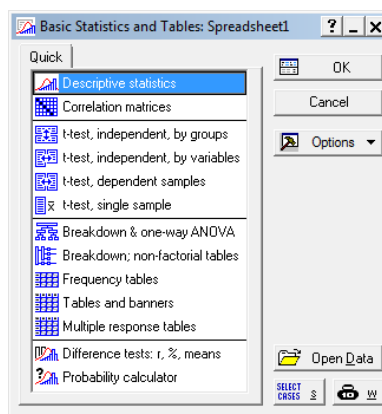 Basic Statistics and Tables: Spreadsheet1
Quick
Descriptive statistics
Correlation matrices
t-test, independent, by groups
t-test, independent, by variables
t-test, dependent samples
t-test, single sample
Breakdown & one-way ANOVA
Breakdown; non-factorial tables
Frequency tables
Tables and banners
Multiple response tables
Difference tests: r, %, means
Probability calculator
OK
Cancel
Options
Open Data
SELECT
CASES S
W